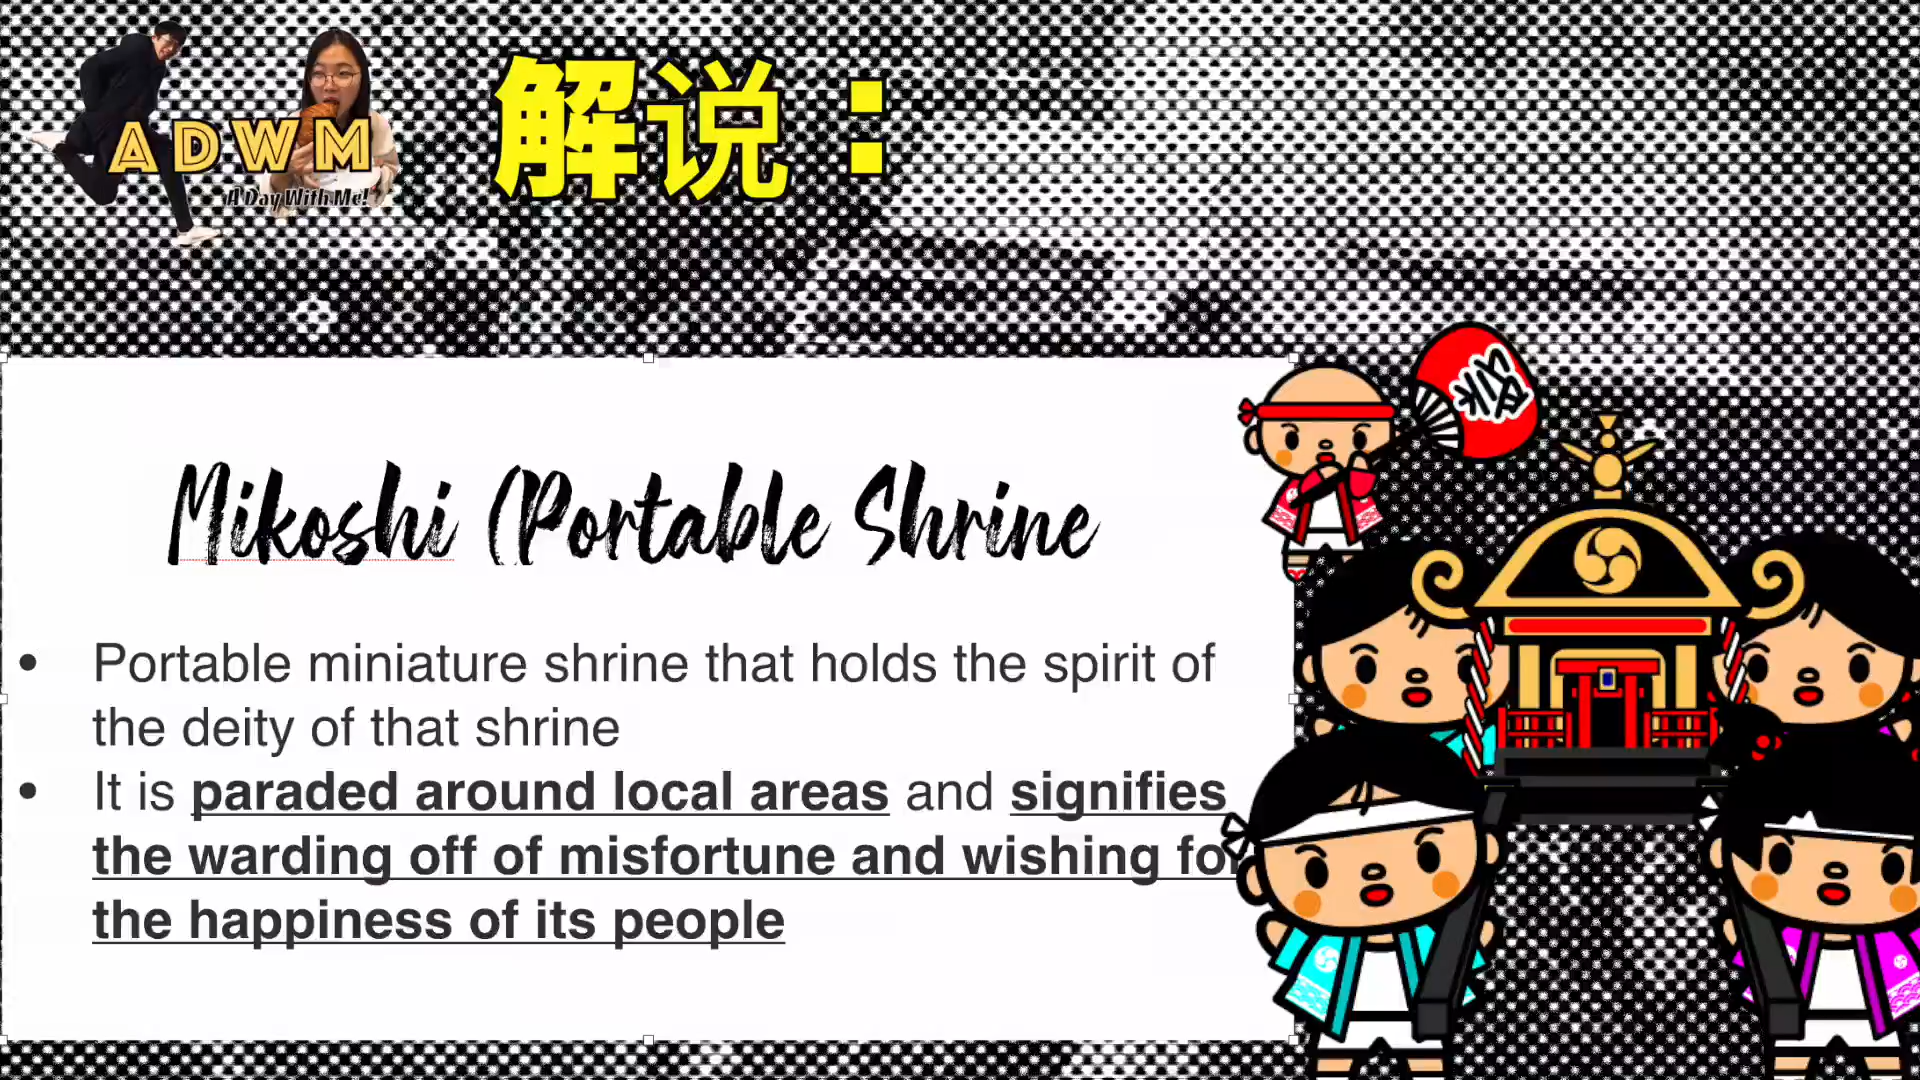 ADWM
A Day With Me!
解说：
Mikoshi (Portable Shrine
• Portable miniature shrine that holds the spirit of
the deity of that shrine
• It is paraded around local areas and signifies
the warding off of misfortune and wishing for
the happiness of its people